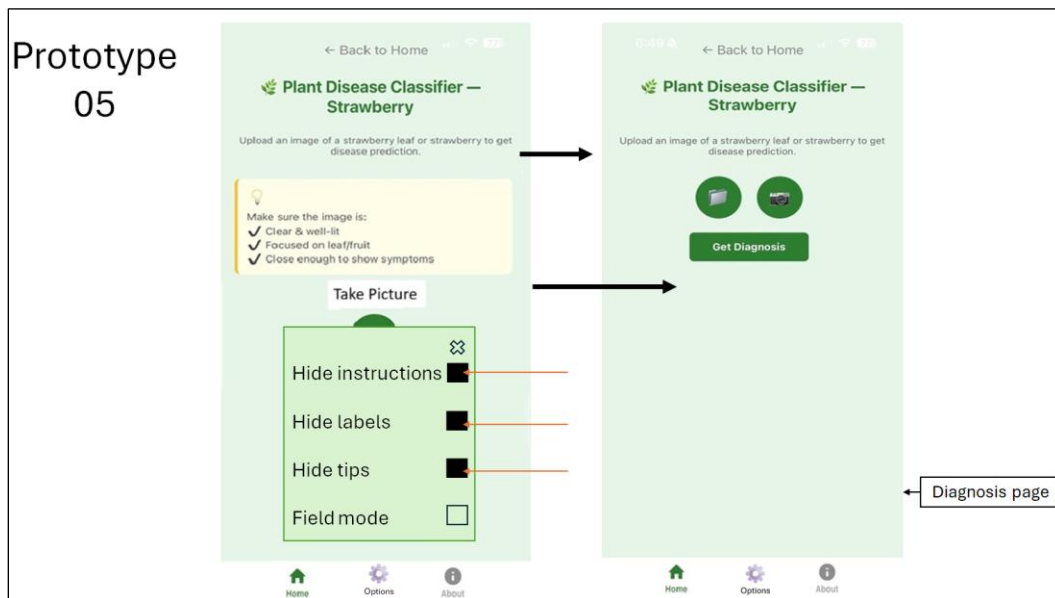 Prototype
05
← Back to Home
Plant Disease Classifier —
Strawberry
Upload an image of a strawberry leaf or strawberry to get
disease prediction.
Make sure the image is:
✓ Clear & well-lit
✓ Focused on leaf/fruit
✓ Close enough to show symptoms
Take Picture
Hide instructions
Hide labels
Hide tips
Field mode
Home
Options
About
← Back to Home
Plant Disease Classifier —
Strawberry
Upload an image of a strawberry leaf or strawberry to get
disease prediction.
Get Diagnosis
Home
Options
About
Diagnosis page